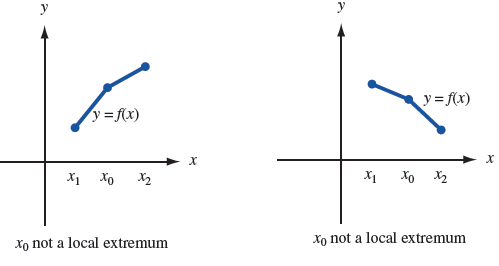 y
y = f(x)
x
x₁ x₀ x₂
x₀ not a local extremum
y
y = f(x)
x
x₁ x₀ x₂
x₀ not a local extremum